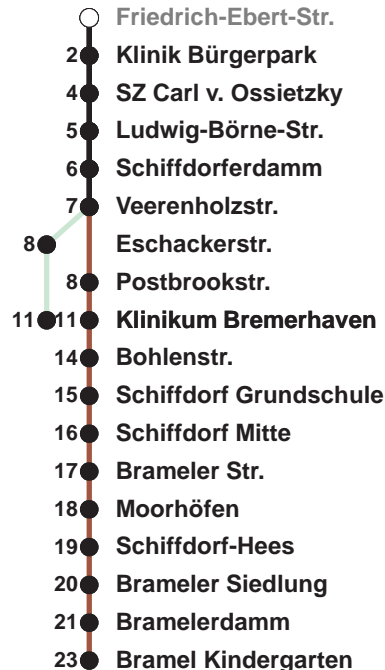 Friedrich-Ebert-Str.
2 Klinik Bürgerpark
4 SZ Carl v. Ossietzky
5 Ludwig-Börne-Str.
6 Schiffdorferdamm
7 Veerenholzstr.
8 Eschackerstr.
8 Postbrookstr.
11 11 Klinikum Bremerhaven
14 Bohlenstr.
15 Schiffdorf Grundschule
16 Schiffdorf Mitte
17 Brameler Str.
18 Moorhöfen
19 Schiffdorf-Hees
20 Brameler Siedlung
21 Bramelerdamm
23 Bramel Kindergarten